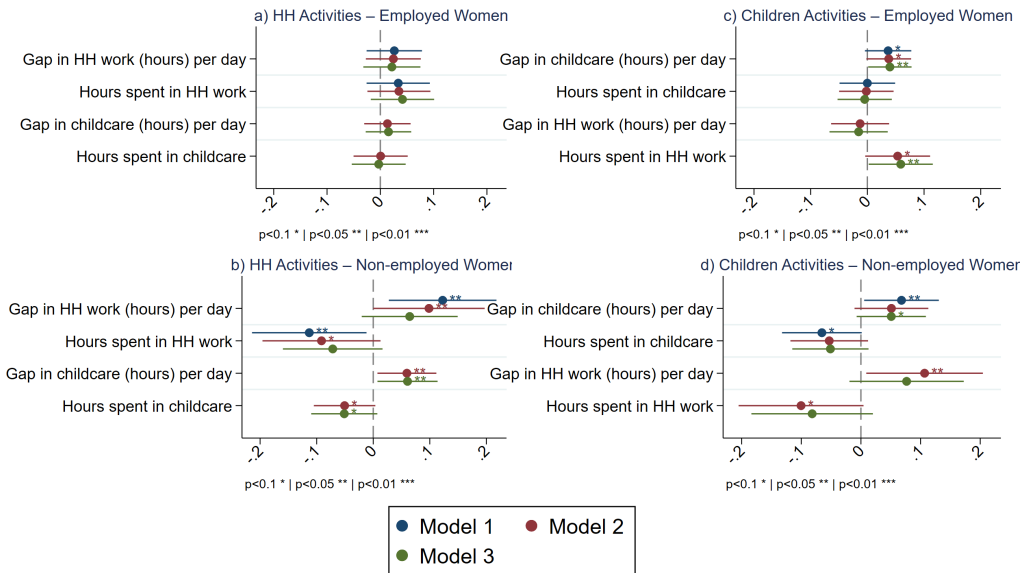 a) HH Activities – Employed Women
Gap in HH work (hours) per day
*
*
**
Hours spent in HH work
Gap in childcare (hours) per day
Hours spent in childcare
-.2 -.1 0 .1 .2
p<0.1 * | p<0.05 ** | p<0.01 ***
c) Children Activities – Employed Women
Gap in childcare (hours) per day
Hours spent in childcare
Gap in HH work (hours) per day
Hours spent in HH work
*
**
-.2 -.1 0 .1 .2
p<0.1 * | p<0.05 ** | p<0.01 ***
b) HH Activities – Non-employed Women
Gap in HH work (hours) per day
**
**
Hours spent in HH work
**
*
Gap in childcare (hours) per day
**
**
Hours spent in childcare
*
*
-.2 -.1 0 .1 .2
p<0.1 * | p<0.05 ** | p<0.01 ***
d) Children Activities – Non-employed Women
Gap in childcare (hours) per day
**
*
Hours spent in childcare
*
Gap in HH work (hours) per day
**
Hours spent in HH work
*
-.2 -.1 0 .1 .2
p<0.1 * | p<0.05 ** | p<0.01 ***
Model 1 Model 2
Model 3